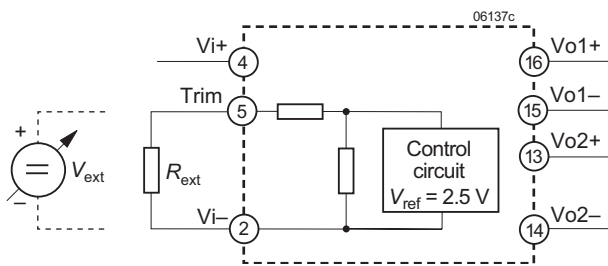 06137c
Vi+
4
16
Vo1+
Trim
5
15
Vo1–
Vo2+
13
+
–
Vext
Rext
Control
circuit
Vref = 2.5 V
Vi–
2
14
Vo2–